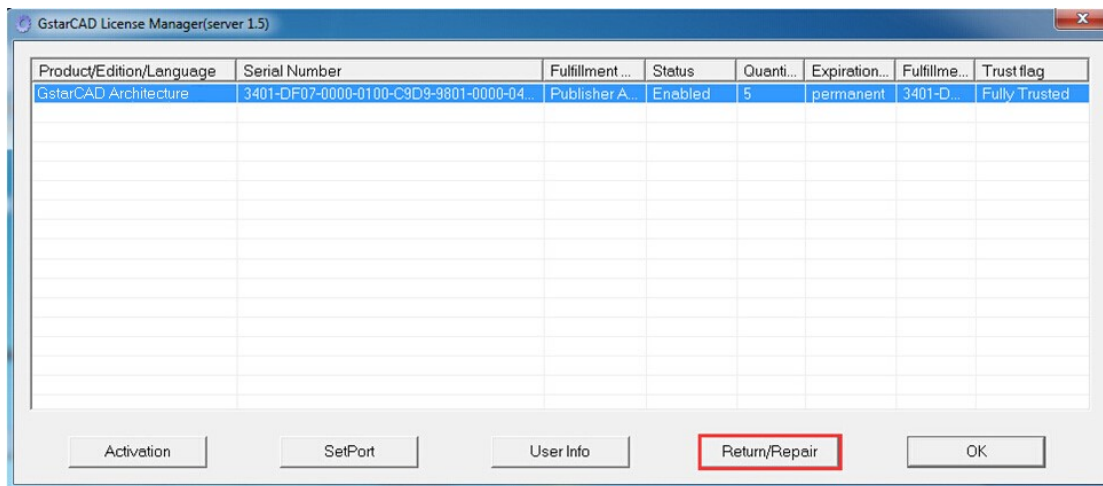 GstarCAD License Manager(server 1.5)
Product/Edition/Language Serial Number Fulfillment ... Status Quanti... Expiration... Fulfillme... Trust flag
GstarCAD Architecture 3401-DF07-0000-0100-C9D9-9801-0000-04... Publisher A... Enabled 5 permanent 3401-D... Fully Trusted
Activation SetPort User Info Return/Repair OK